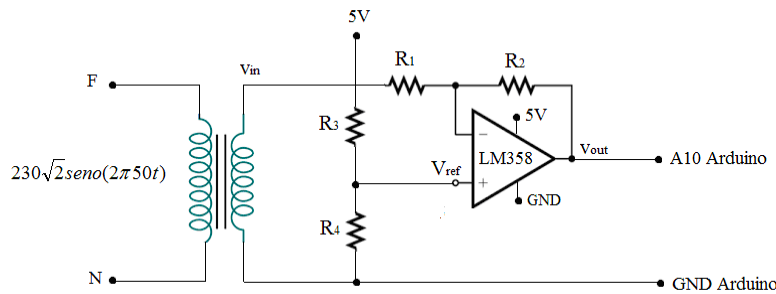 5V
F
Vin
R1
R2
R3
5V
LM358
Vout
A10 Arduino
230√2seno(2π50t)
Vref
GND
R4
N
GND Arduino